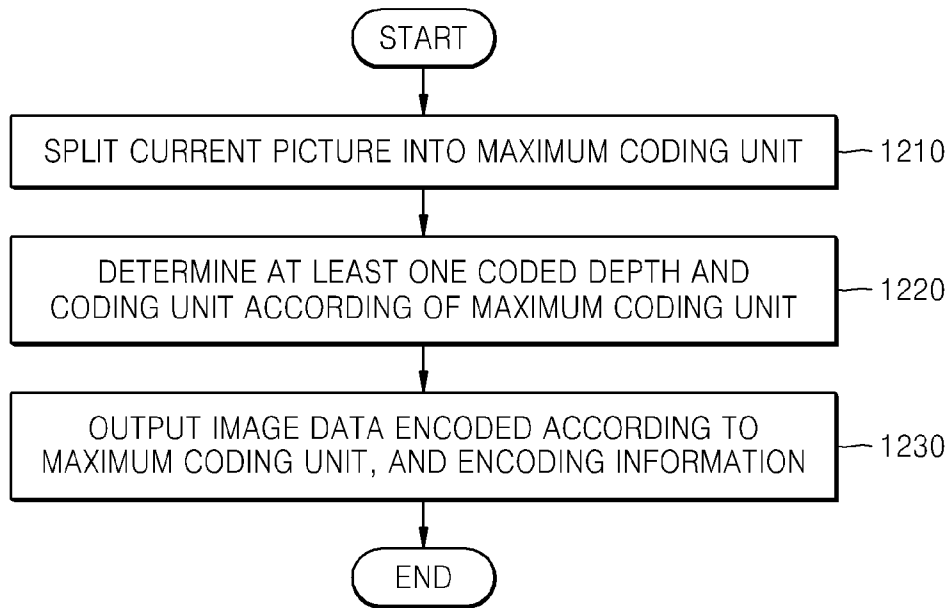 START
SPLIT CURRENT PICTURE INTO MAXIMUM CODING UNIT
1210
DETERMINE AT LEAST ONE CODED DEPTH AND
CODING UNIT ACCORDING OF MAXIMUM CODING UNIT
1220
OUTPUT IMAGE DATA ENCODED ACCORDING TO
MAXIMUM CODING UNIT, AND ENCODING INFORMATION
1230
END